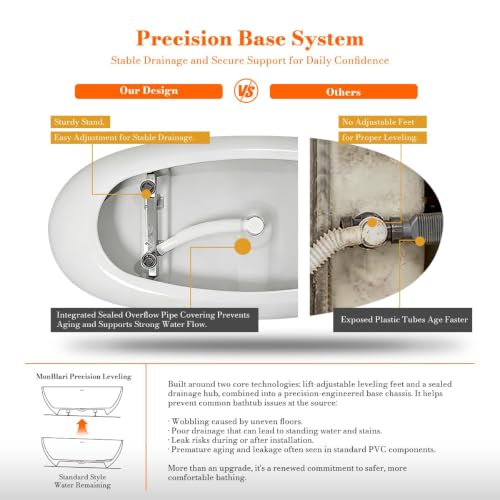 Precision Base System
Stable Drainage and Secure Support for Daily Confidence
Our Design
VS
Others
Sturdy Stand.
Easy Adjustment for Stable Drainage.
No Adjustable Feet
for Proper Leveling.
Integrated Sealed Overflow Pipe Covering Prevents
Aging and Supports Strong Water Flow.
Exposed Plastic Tubes Age Faster
MonBlari Precision Leveling
Standard Style
Water Remaining
Built around two core technologies: lift-adjustable leveling feet and a sealed
drainage hub, combined into a precision-engineered base chassis. It helps
prevent common bathtub issues at the source:
· Wobbling caused by uneven floors.
· Poor drainage that can lead to standing water and stains.
· Leak risks during or after installation.
· Premature aging and leakage often seen in standard PVC components.
More than an upgrade, it's a renewed commitment to safer, more
comfortable bathing.